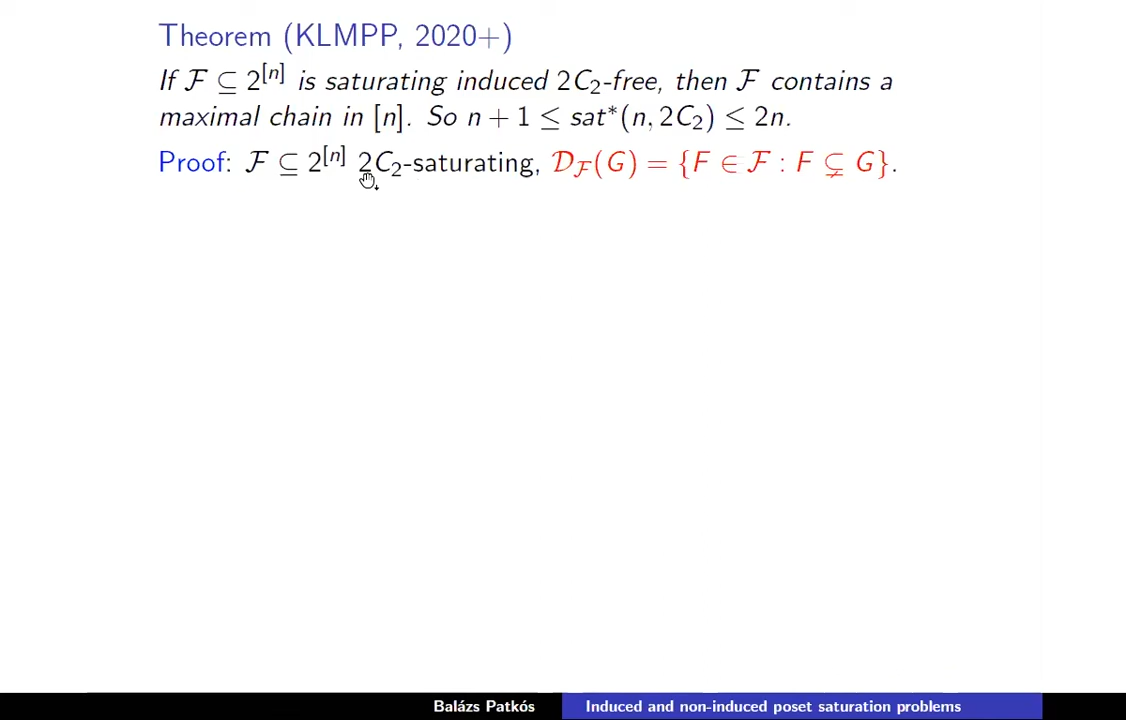 Theorem (KLMPP, 2020+)
If ℱ ⊆ 2^[n] is saturating induced 2C₂-free, then ℱ contains a
maximal chain in [n]. So n + 1 ≤ sat*(n, 2C₂) ≤ 2n.
Proof: ℱ ⊆ 2^[n] 2C₂-saturating, 𝒟_ℱ(G) = {F ∈ ℱ : F ⊊ G}.
Balázs Patkós Induced and non-induced poset saturation problems